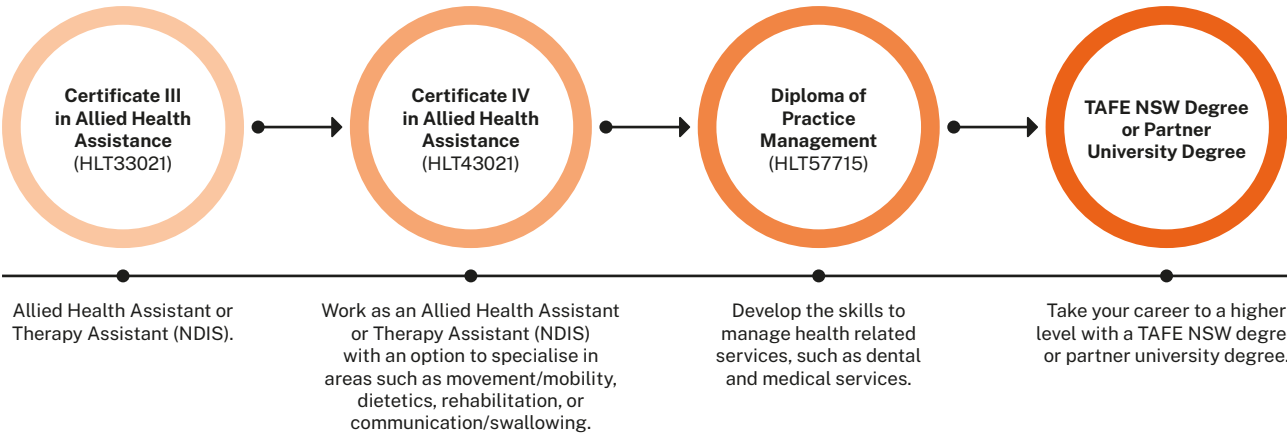 Certificate III
in Allied Health
Assistance
(HLT33021)
Certificate IV
in Allied Health
Assistance
(HLT43021)
Diploma of
Practice
Management
(HLT57715)
TAFE NSW Degree
or Partner
University Degree
Allied Health Assistant or
Therapy Assistant (NDIS).
Work as an Allied Health Assistant
or Therapy Assistant (NDIS)
with an option to specialise in
areas such as movement/mobility,
dietetics, rehabilitation, or
communication/swallowing.
Develop the skills to
manage health related
services, such as dental
and medical services.
Take your career to a higher
level with a TAFE NSW degre
or partner university degree.